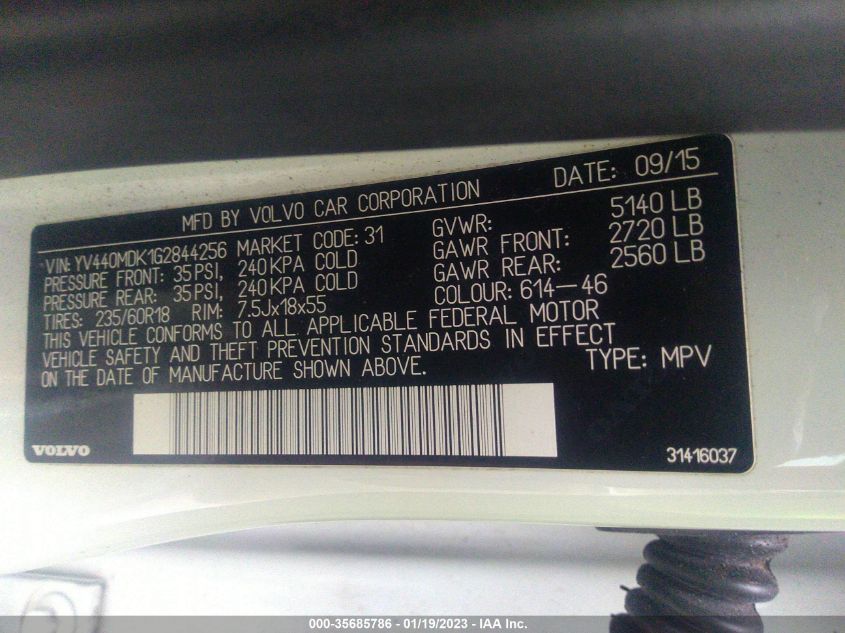 MFD BY VOLVO CAR CORPORATION DATE: 09/15
VIN: YV440MDK1G2844256 MARKET CODE: 31 GVWR: 5140 LB
PRESSURE FRONT: 35 PSI, 240 KPA COLD GAWR FRONT: 2720 LB
PRESSURE REAR: 35 PSI, 240 KPA COLD GAWR REAR: 2560 LB
TIRES: 235/60R18 RIM: 7.5Jx18x55 COLOUR: 614-46
THIS VEHICLE CONFORMS TO ALL APPLICABLE FEDERAL MOTOR
VEHICLE SAFETY AND THEFT PREVENTION STANDARDS IN EFFECT
ON THE DATE OF MANUFACTURE SHOWN ABOVE. TYPE: MPV
VOLVO 31416037
000-35685786 - 01/19/2023 - IAA Inc.